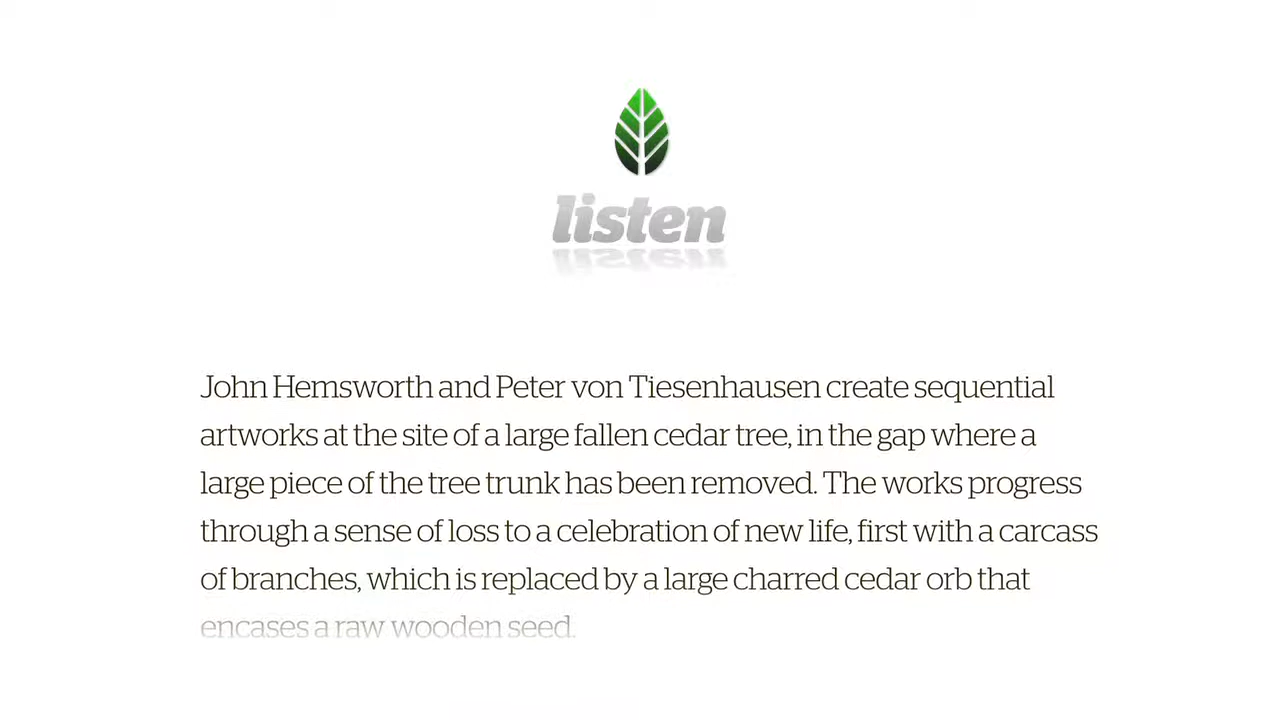 listen
John Hemsworth and Peter von Tiesenhausen create sequential
artworks at the site of a large fallen cedar tree, in the gap where a
large piece of the tree trunk has been removed. The works progress
through a sense of loss to a celebration of new life, first with a carcass
of branches, which is replaced by a large charred cedar orb that
encases a raw wooden seed.